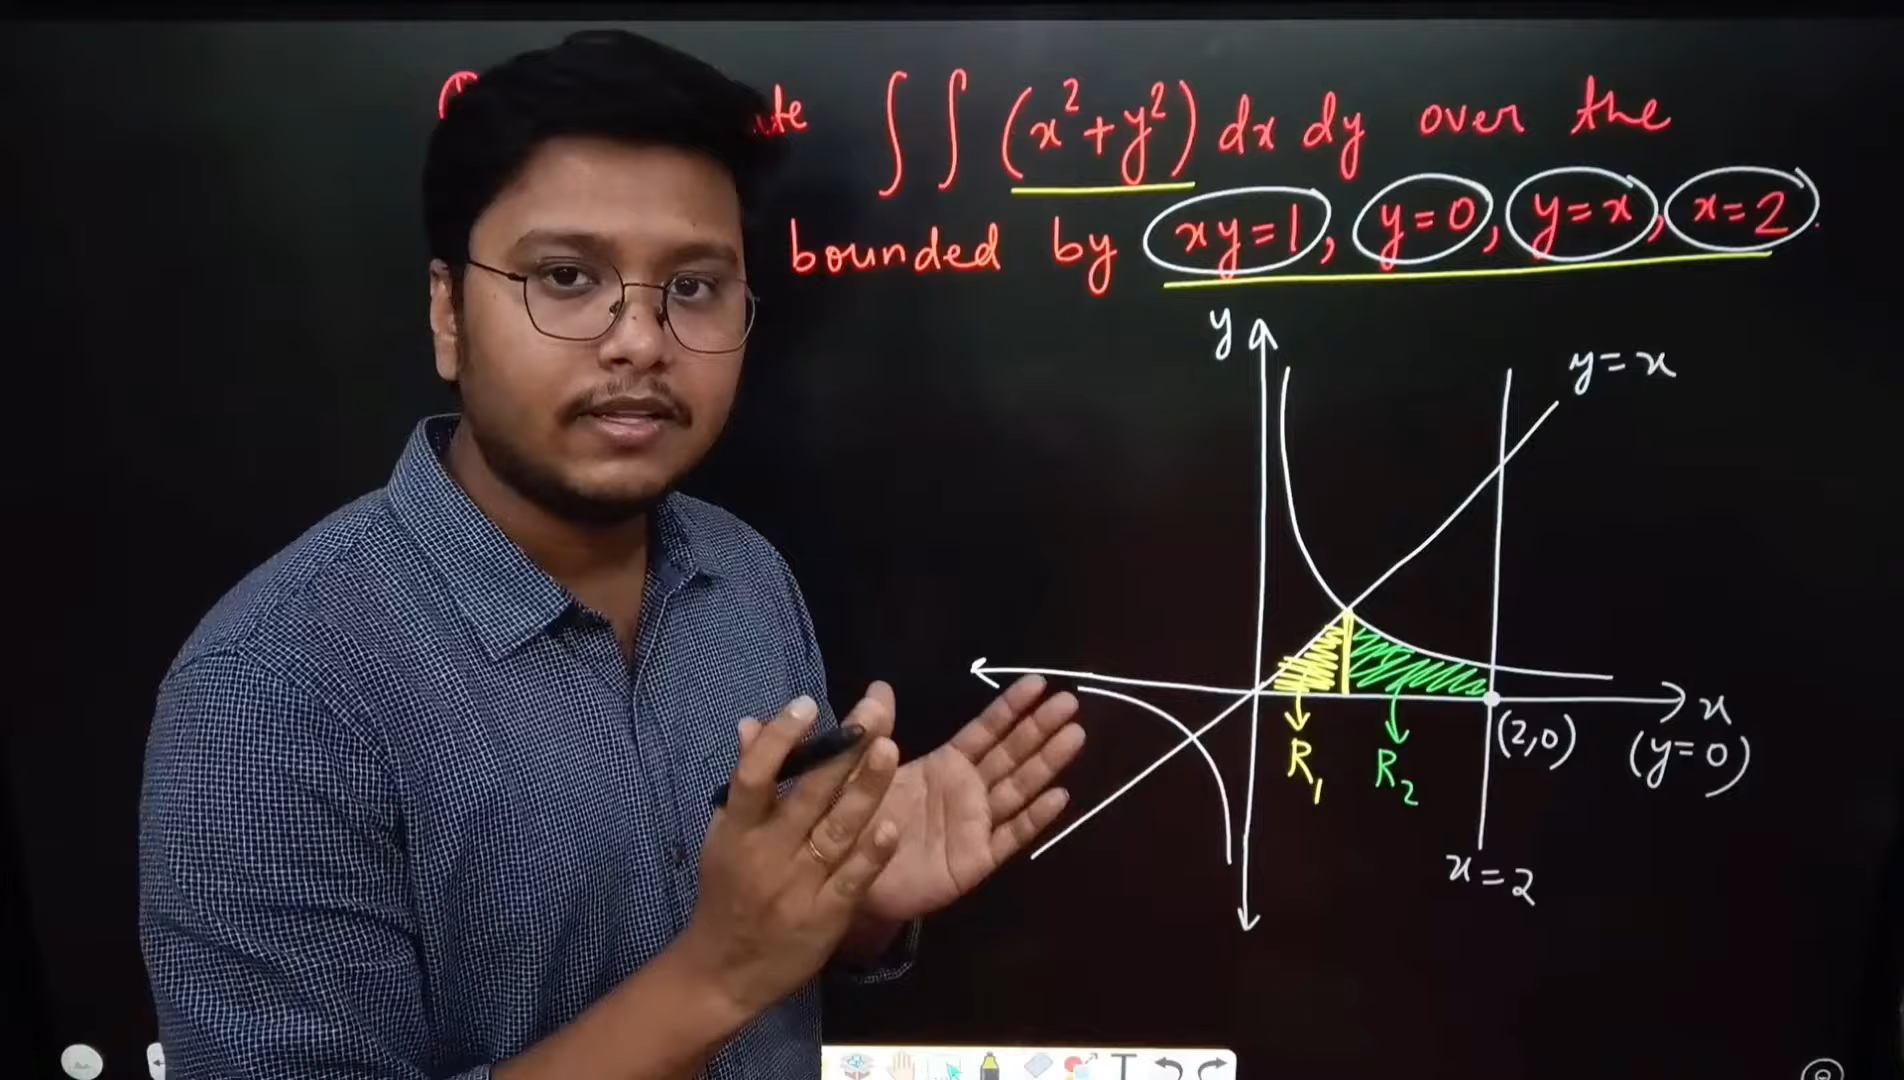 ∫∫ (x²+y²) dx dy over the
bounded by xy=1, y=0, y=x, x=2.
y
y=x
R₁
R₂
(2,0)
x
(y=0)
x=2
T